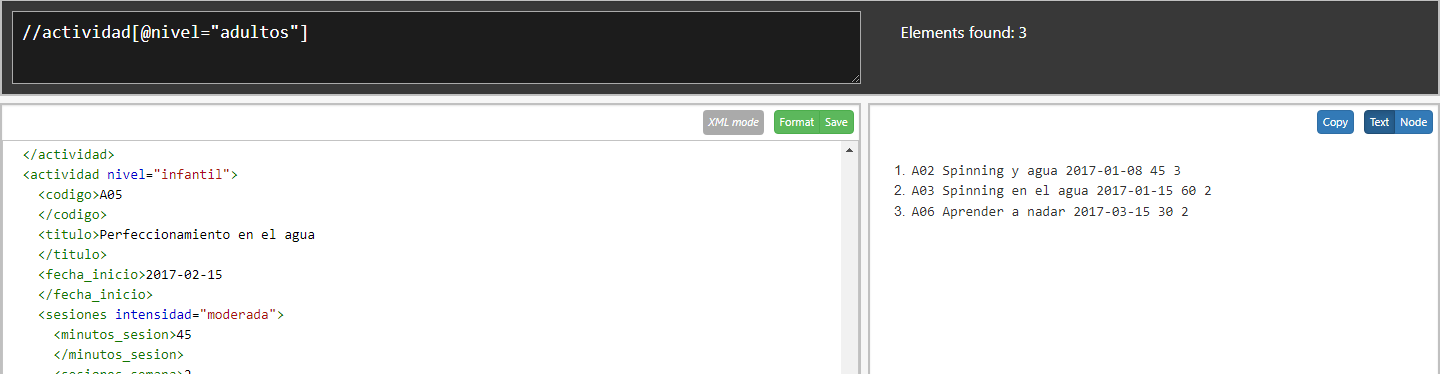 //actividad[@nivel="adultos"]
Elements found: 3
XML mode
Format
Save
Copy
Text
Node
</actividad>
<actividad nivel="infantil">
<codigo>A05
</codigo>
<titulo>Perfeccionamiento en el agua
</titulo>
<fecha_inicio>2017-02-15
</fecha_inicio>
<sesiones intensidad="moderada">
<minutos_sesion>45
</minutos_sesion>
<sesiones_semana>2
1. A02 Spinning y agua 2017-01-08 45 3
2. A03 Spinning en el agua 2017-01-15 60 2
3. A06 Aprender a nadar 2017-03-15 30 2